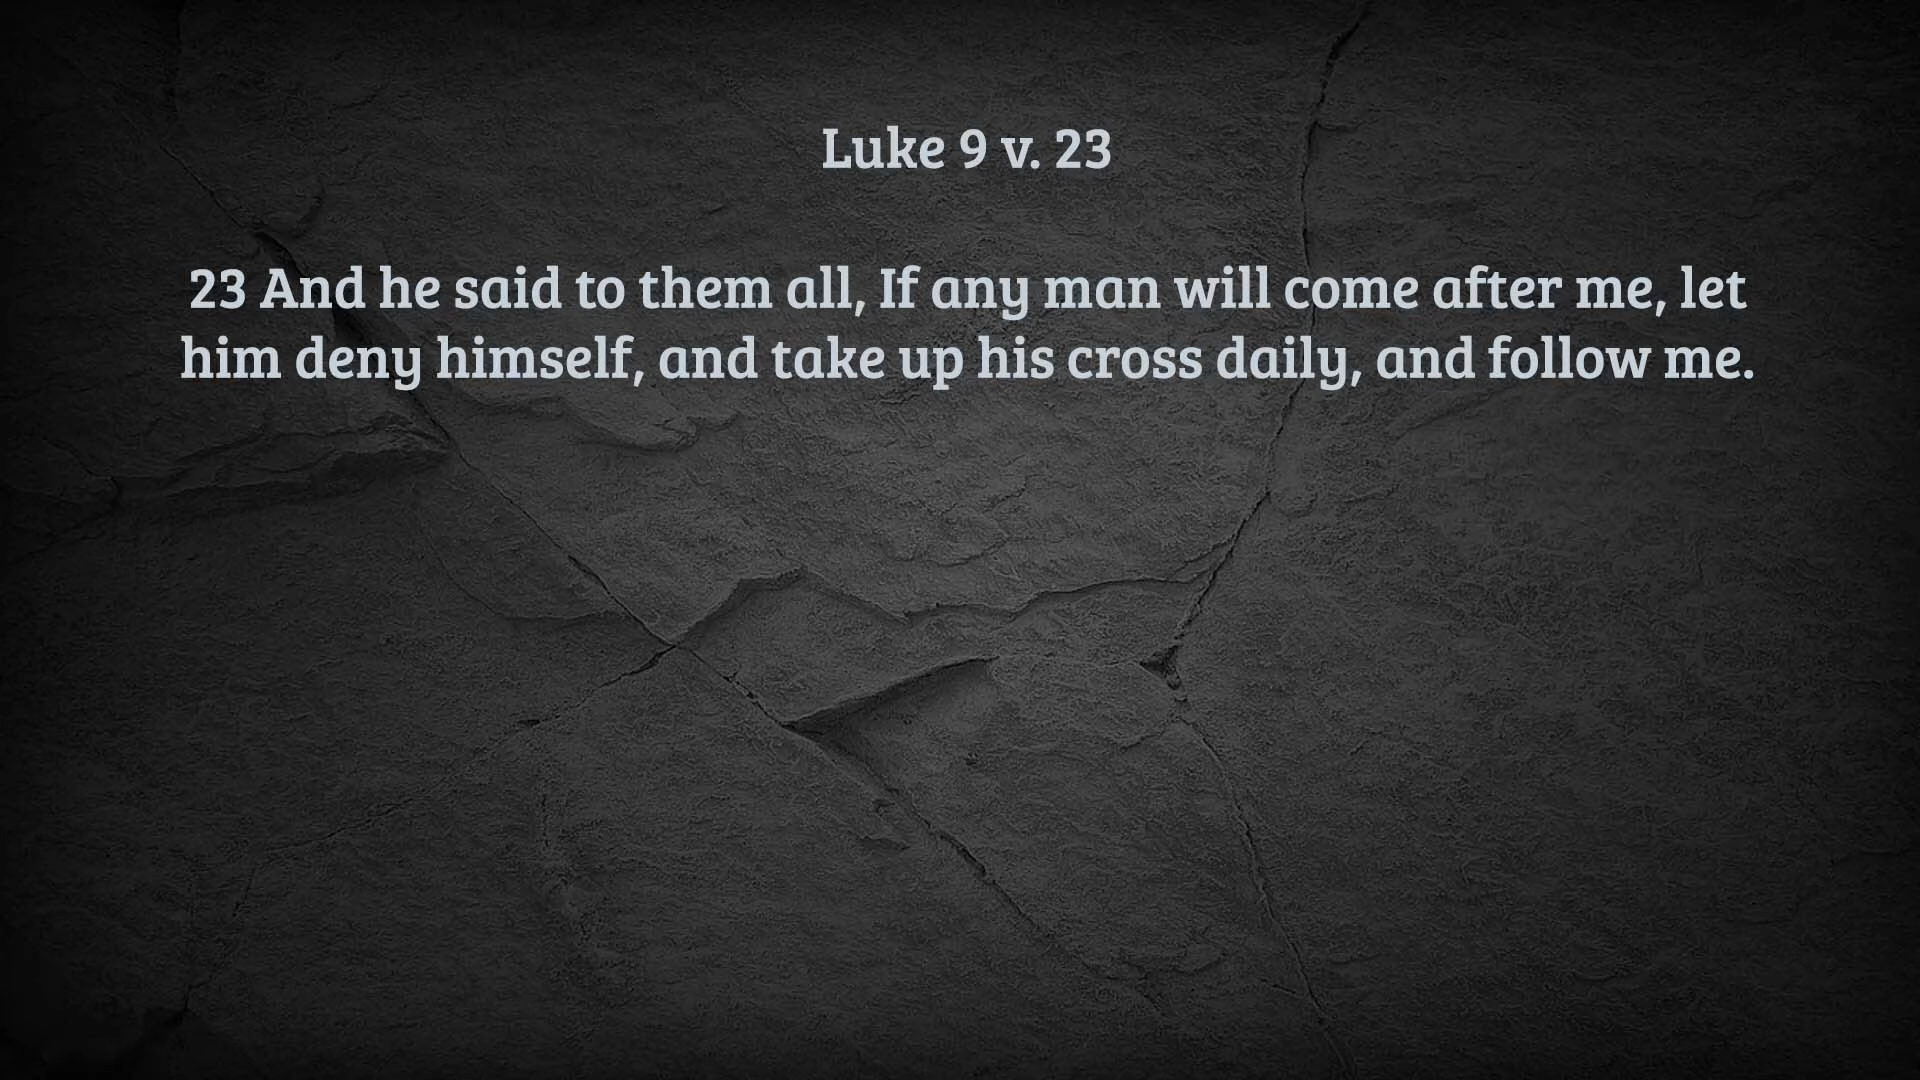 Luke 9 v. 23
23 And he said to them all, If any man will come after me, let
him deny himself, and take up his cross daily, and follow me.